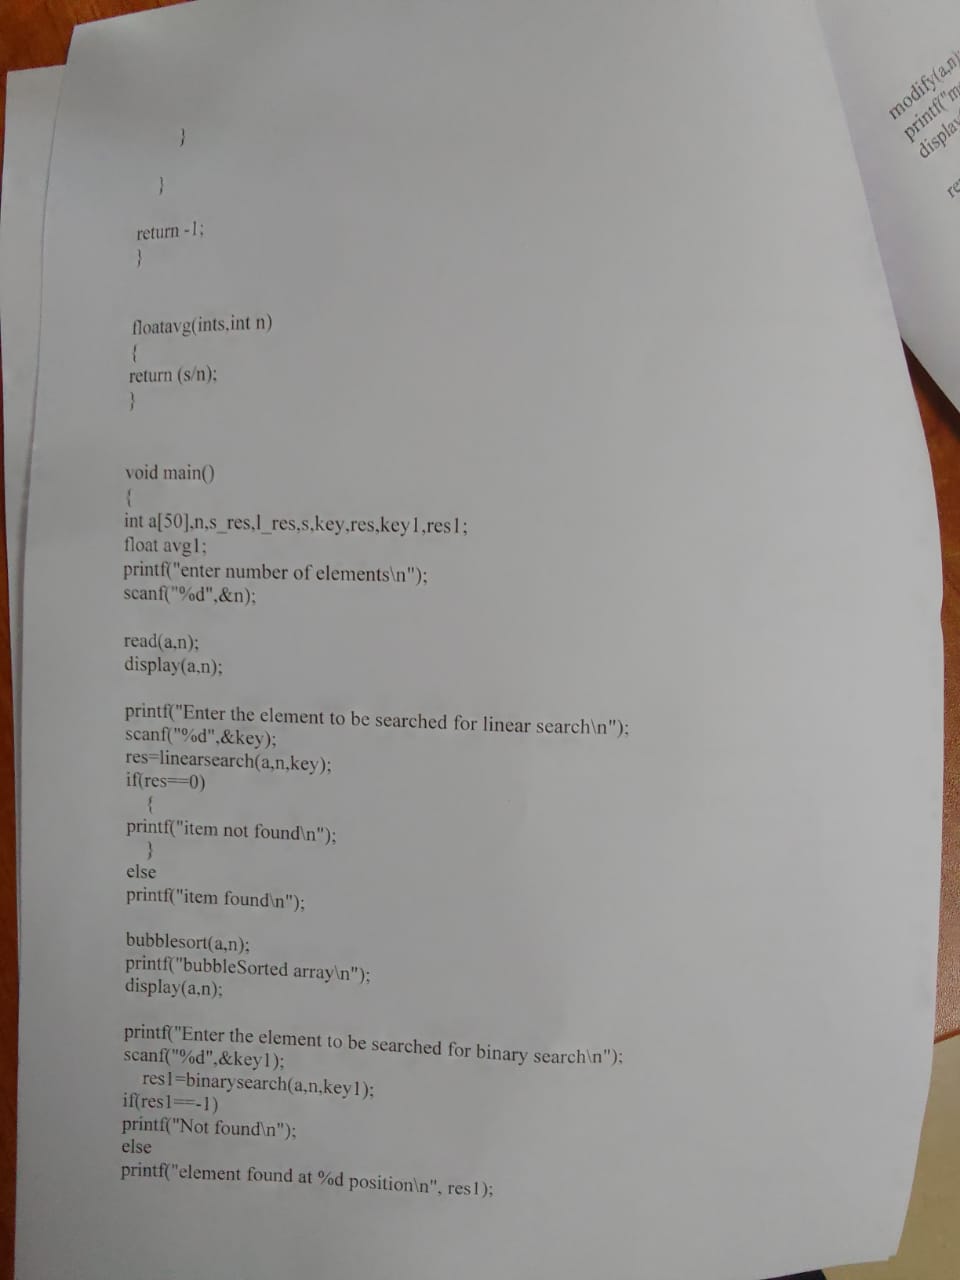 }
}
return -1;
}
floatavg(ints,int n)
{
return (s/n);
}
void main()
{
int a[50],n,s_res,l_res,s,key,res,key1,res1;
float avg1;
printf("enter number of elements\n");
scanf("%d",&n);
read(a,n);
display(a,n);
printf("Enter the element to be searched for linear search\n");
scanf("%d",&key);
res=linearsearch(a,n,key);
if(res==0)
{
printf("item not found\n");
}
else
printf("item found\n");
bubblesort(a,n);
printf("bubbleSorted array\n");
display(a,n);
printf("Enter the element to be searched for binary search\n");
scanf("%d",&key1);
res1=binarysearch(a,n,key1);
if(res1==-1)
printf("Not found\n");
else
printf("element found at %d position\n", res1);
modify(a,n);
printf("m
display